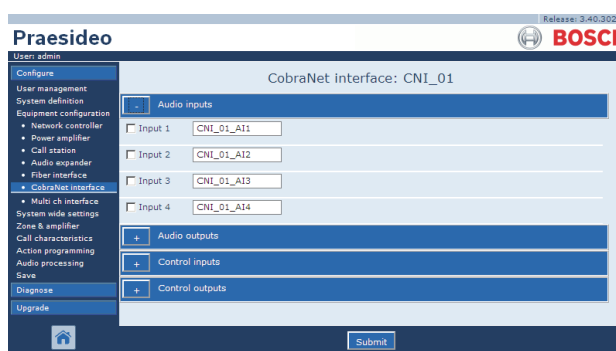 Release: 3.40.302
Praesideo
BOSCH
User: admin
Configure
User management
System definition
Equipment configuration
• Network controller
• Power amplifier
• Call station
• Audio expander
• Fiber interface
• CobraNet interface
• Multi ch interface
System wide settings
Zone & amplifier
Call characteristics
Action programming
Audio processing
Save
Diagnose
Upgrade
CobraNet interface: CNI_01
- Audio inputs
Input 1 CNI_01_AI1
Input 2 CNI_01_AI2
Input 3 CNI_01_AI3
Input 4 CNI_01_AI4
+ Audio outputs
+ Control inputs
+ Control outputs
Submit